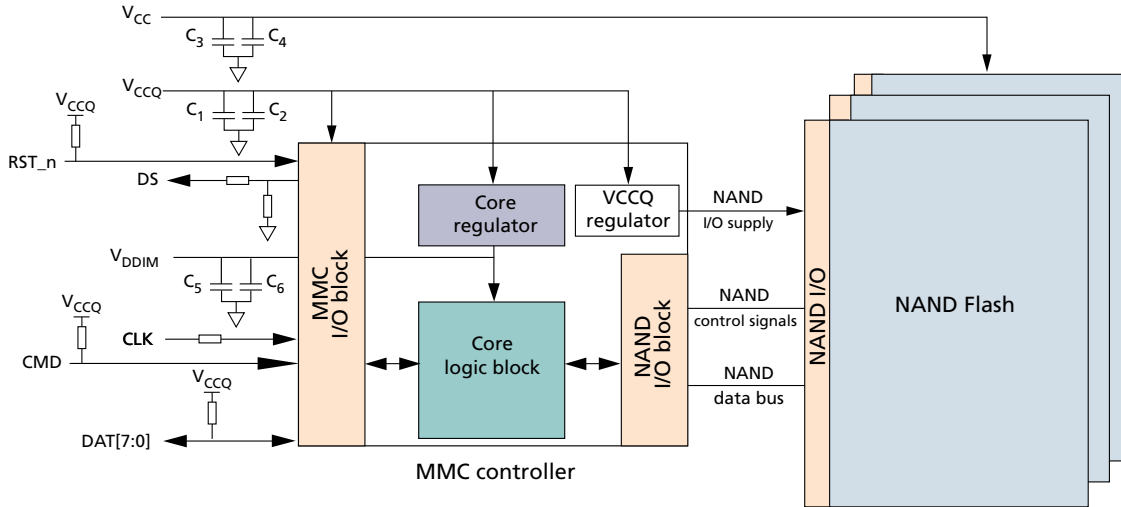 VCC
C3 C4
VCCQ
C1 C2
VCCQ
RST_n
DS
Core
regulator
VCCQ
regulator
NAND
I/O supply
VDDIM
C5 C6
MMC
I/O block
VCCQ
CLK
CMD
Core
logic block
NAND
I/O block
NAND
control signals
NAND
data bus
NAND I/O
NAND Flash
VCCQ
DAT[7:0]
MMC controller